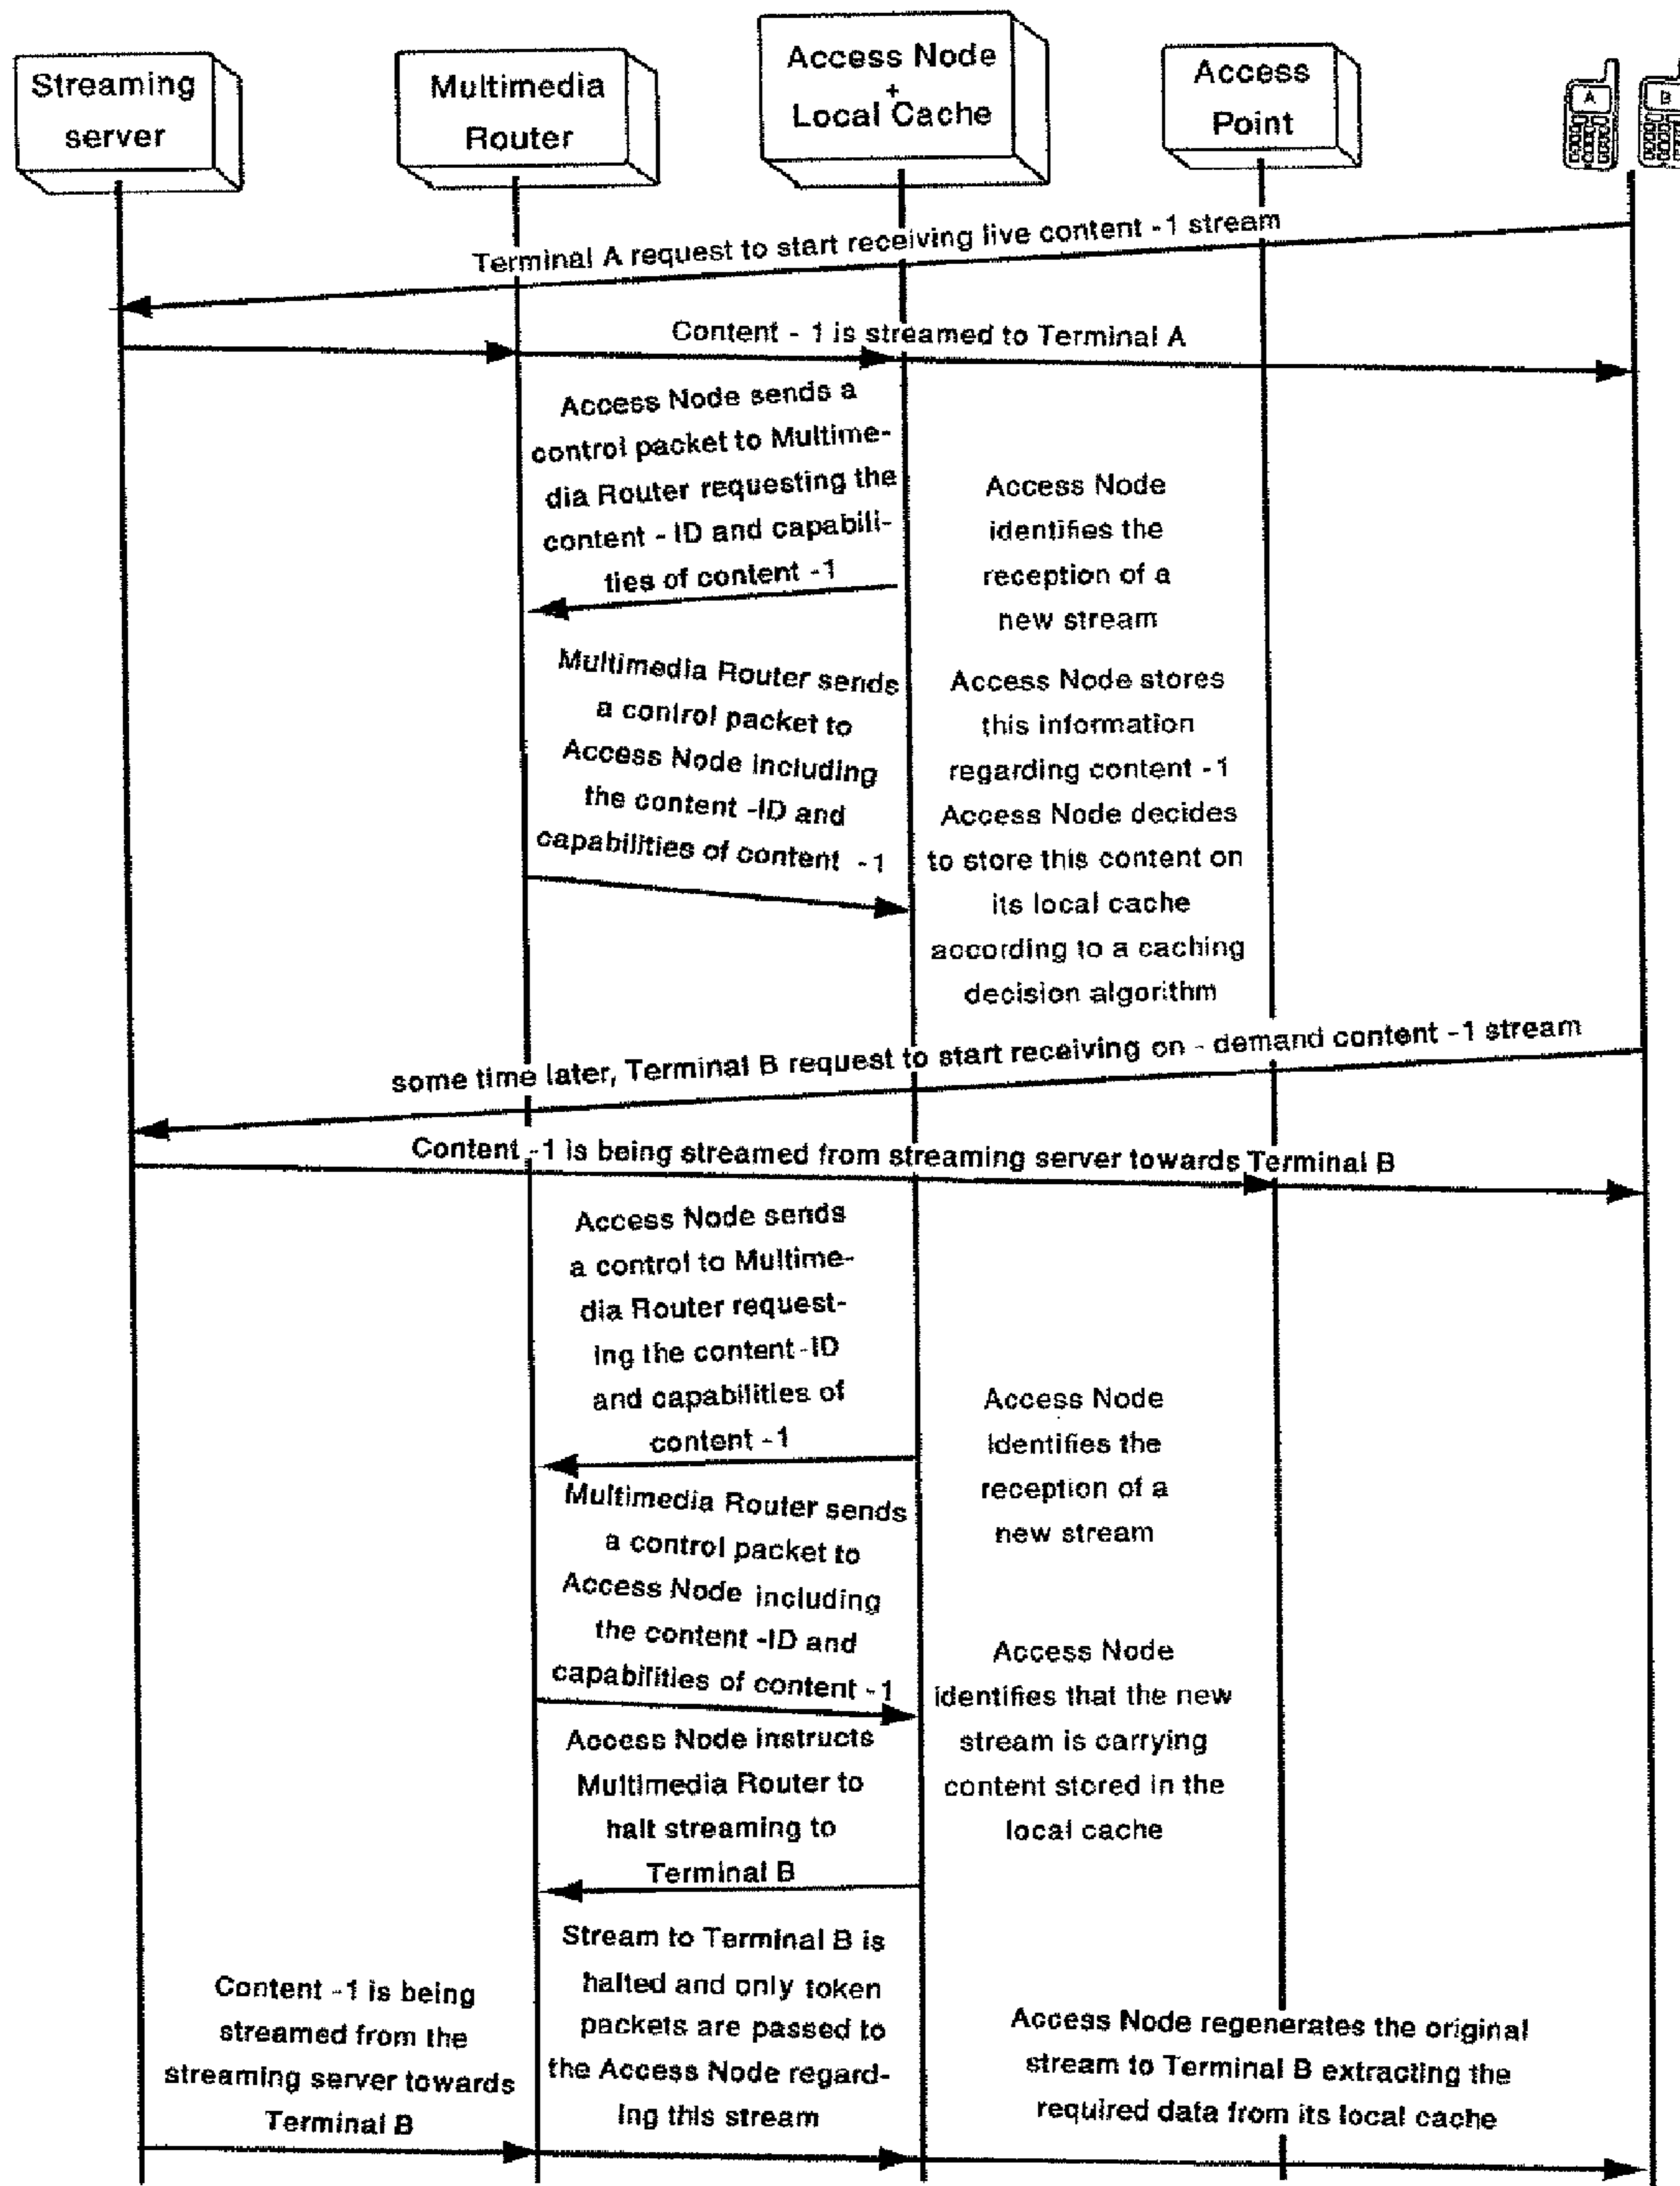 Streaming
server
Multimedia
Router
Access Node
+
Local Cache
Access
Point
A
B
Terminal A request to start receiving live content -1 stream
Content - 1 is streamed to Terminal A
Access Node sends a
control packet to Multime-
dia Router requesting the
content - ID and capabili-
ties of content -1
Access Node
identifies the
reception of a
new stream
Multimedia Router sends
a control packet to
Access Node including
the content -ID and
capabilities of content -1
Access Node stores
this information
regarding content -1
Access Node decides
to store this content on
its local cache
according to a caching
decision algorithm
some time later, Terminal B request to start receiving on - demand content -1 stream
Content -1 is being streamed from streaming server towards Terminal B
Access Node sends
a control to Multime-
dia Router request-
ing the content -ID
and capabilities of
content -1
Access Node
identifies the
reception of a
new stream
Multimedia Router sends
a control packet to
Access Node including
the content -ID and
capabilities of content -1
Access Node
identifies that the new
stream is carrying
content stored in the
local cache
Access Node instructs
Multimedia Router to
halt streaming to
Terminal B
Content -1 is being
streamed from the
streaming server towards
Terminal B
Stream to Terminal B is
halted and only token
packets are passed to
the Access Node regard-
ing this stream
Access Node regenerates the original
stream to Terminal B extracting the
required data from its local cache